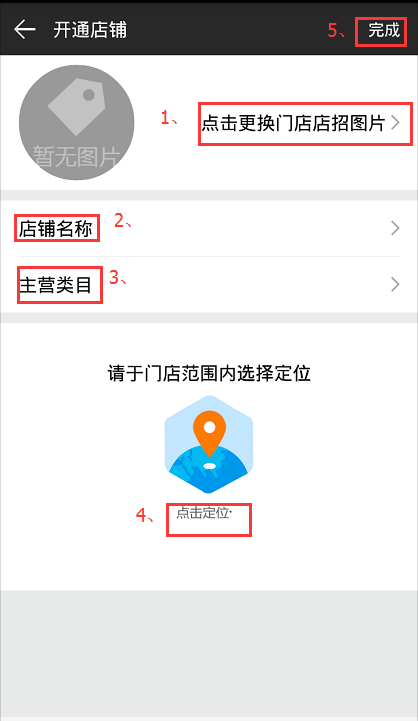 开通店铺
5、
完成
暂无图片
1、
点击更换门店店招图片
店铺名称
2、
主营类目
3、
请于门店范围内选择定位
4、
点击定位·